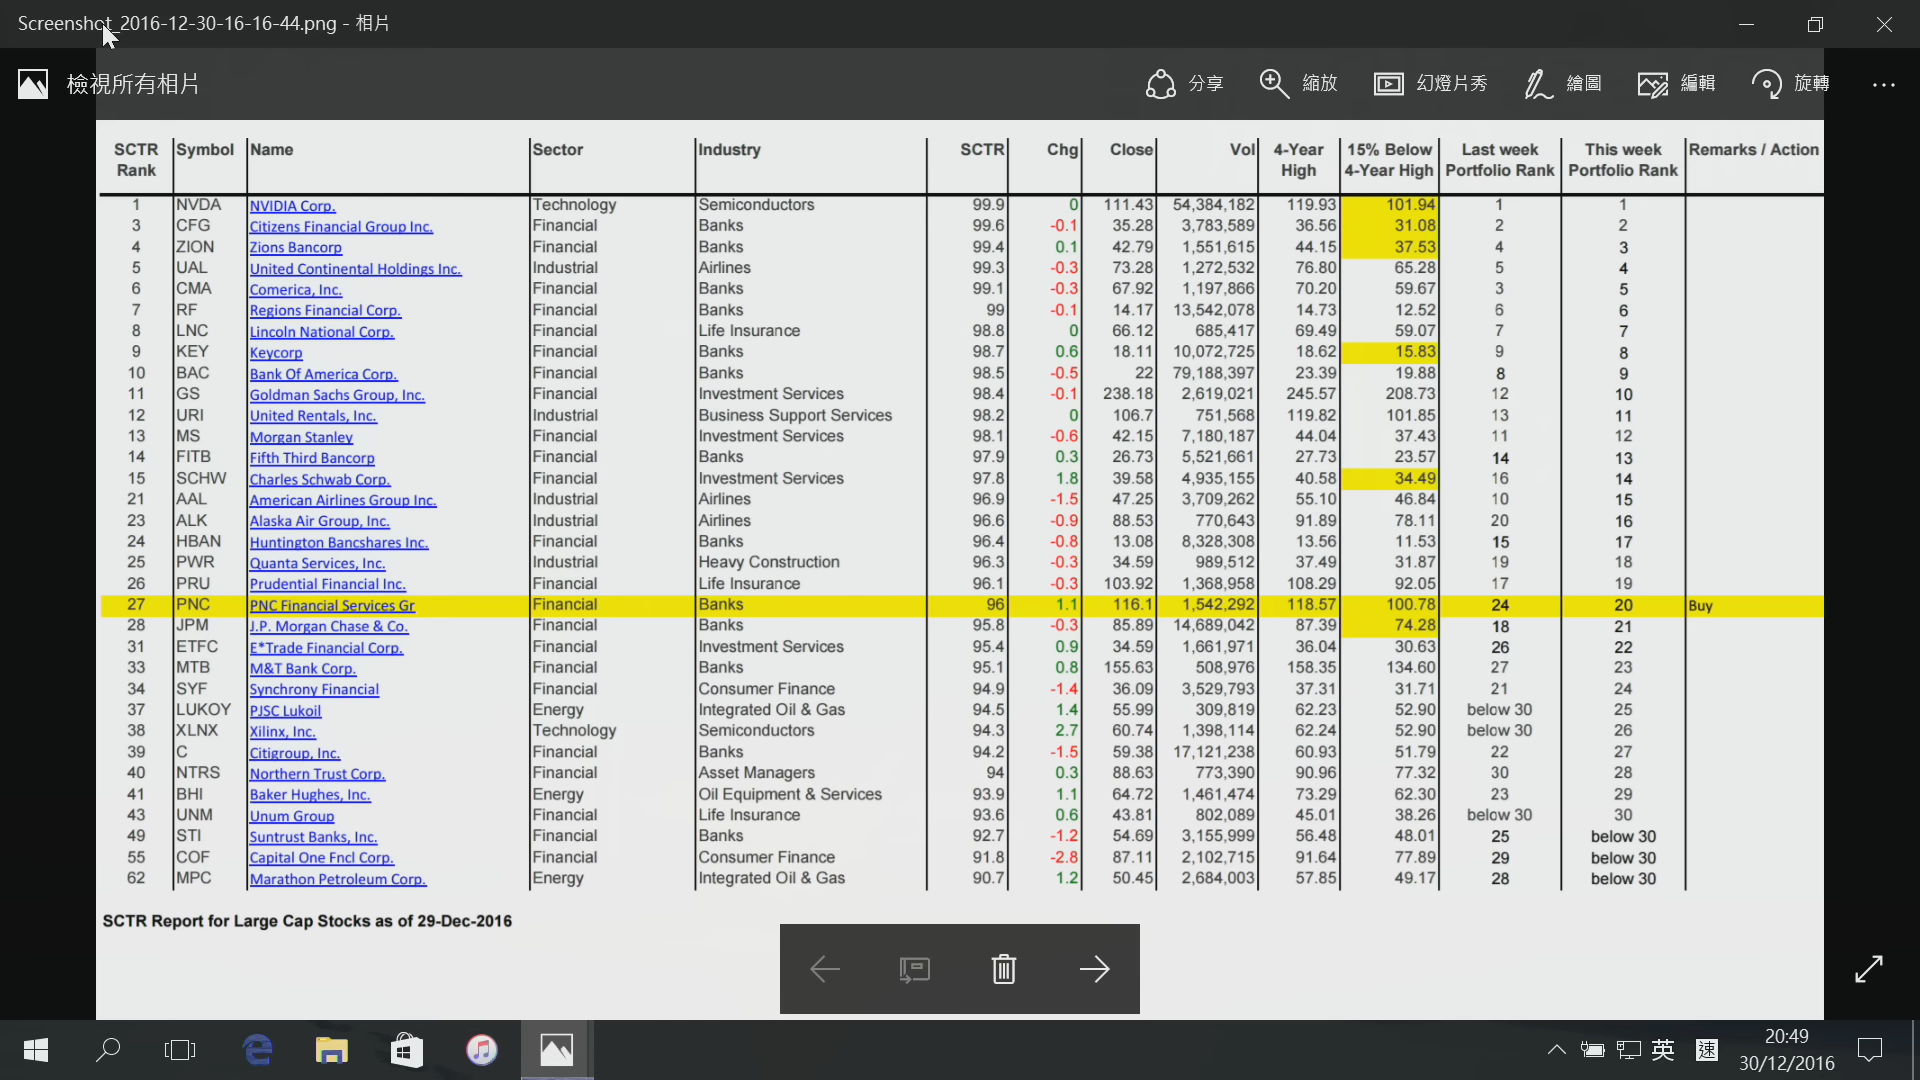 Screenshot_2016-12-30-16-16-44.png - 相片
檢視所有相片 分享 縮放 幻燈片秀 繪圖 編輯 旋轉
SCTR Rank Symbol Name Sector Industry SCTR Chg Close Vol 4-Year High 15% Below 4-Year High Last week Portfolio Rank This week Portfolio Rank Remarks / Action
1 NVDA NVIDIA Corp. Technology Semiconductors 99.9 0 111.43 54,384,182 119.93 101.94 1 1
3 CFG Citizens Financial Group Inc. Financial Banks 99.6 -0.1 35.28 3,783,589 36.56 31.08 2 2
4 ZION Zions Bancorp Financial Banks 99.4 0.1 42.79 1,551,615 44.15 37.53 4 3
5 UAL United Continental Holdings Inc. Industrial Airlines 99.3 -0.3 73.28 1,272,532 76.80 65.28 5 4
6 CMA Comerica, Inc. Financial Banks 99.1 -0.3 67.92 1,197,866 70.20 59.67 3 5
7 RF Regions Financial Corp. Financial Banks 99 -0.1 14.17 13,542,078 14.73 12.52 6 6
8 LNC Lincoln National Corp. Financial Life Insurance 98.8 0 66.12 685,417 69.49 59.07 7 7
9 KEY Keycorp Financial Banks 98.7 0.6 18.11 10,072,725 18.62 15.83 9 8
10 BAC Bank Of America Corp. Financial Banks 98.5 -0.5 22 79,188,397 23.39 19.88 8 9
11 GS Goldman Sachs Group, Inc. Financial Investment Services 98.4 -0.1 238.18 2,619,021 245.57 208.73 12 10
12 URI United Rentals, Inc. Industrial Business Support Services 98.2 0 106.7 751,568 119.82 101.85 13 11
13 MS Morgan Stanley Financial Investment Services 98.1 -0.6 42.15 7,180,187 44.04 37.43 11 12
14 FITB Fifth Third Bancorp Financial Banks 97.9 0.3 26.73 5,521,661 27.73 23.57 14 13
15 SCHW Charles Schwab Corp. Financial Investment Services 97.8 1.8 39.58 4,935,155 40.58 34.49 16 14
21 AAL American Airlines Group Inc. Industrial Airlines 96.9 -1.5 47.25 3,709,262 55.10 46.84 10 15
23 ALK Alaska Air Group, Inc. Industrial Airlines 96.6 -0.9 88.53 770,643 91.89 78.11 20 16
24 HBAN Huntington Bancshares Inc. Financial Banks 96.4 -0.8 13.08 8,328,308 13.56 11.53 15 17
25 PWR Quanta Services, Inc. Industrial Heavy Construction 96.3 -0.3 34.59 989,512 37.49 31.87 19 18
26 PRU Prudential Financial Inc. Financial Life Insurance 96.1 -0.3 103.92 1,368,958 108.29 92.05 17 19
27 PNC PNC Financial Services Gr Financial Banks 96 1.1 116.1 1,542,292 118.57 100.78 24 20 Buy
28 JPM J.P. Morgan Chase & Co. Financial Banks 95.8 -0.3 85.89 14,689,042 87.39 74.28 18 21
31 ETFC E*Trade Financial Corp. Financial Investment Services 95.4 0.9 34.59 1,661,971 36.04 30.63 26 22
33 MTB M&T Bank Corp. Financial Banks 95.1 0.8 155.63 508,976 158.35 134.60 27 23
34 SYF Synchrony Financial Financial Consumer Finance 94.9 -1.4 36.09 3,529,793 37.31 31.71 21 24
37 LUKOY PJSC Lukoil Energy Integrated Oil & Gas 94.5 1.4 55.99 309,819 62.23 52.90 below 30 25
38 XLNX Xilinx, Inc. Technology Semiconductors 94.3 2.7 60.74 1,398,114 62.24 52.90 below 30 26
39 C Citigroup, Inc. Financial Banks 94.2 -1.5 59.38 17,121,238 60.93 51.79 22 27
40 NTRS Northern Trust Corp. Financial Asset Managers 94 0.3 88.63 773,390 90.96 77.32 30 28
41 BHI Baker Hughes, Inc. Energy Oil Equipment & Services 93.9 1.1 64.72 1,461,474 73.29 62.30 23 29
43 UNM Unum Group Financial Life Insurance 93.6 0.6 43.81 802,089 45.01 38.26 below 30 30
49 STI Suntrust Banks, Inc. Financial Banks 92.7 -1.2 54.69 3,155,999 56.48 48.01 25 below 30
55 COF Capital One Fncl Corp. Financial Consumer Finance 91.8 -2.8 87.11 2,102,715 91.64 77.89 29 below 30
62 MPC Marathon Petroleum Corp. Energy Integrated Oil & Gas 90.7 1.2 50.45 2,684,003 57.85 49.17 28 below 30
SCTR Report for Large Cap Stocks as of 29-Dec-2016
英 速 20:49
30/12/2016